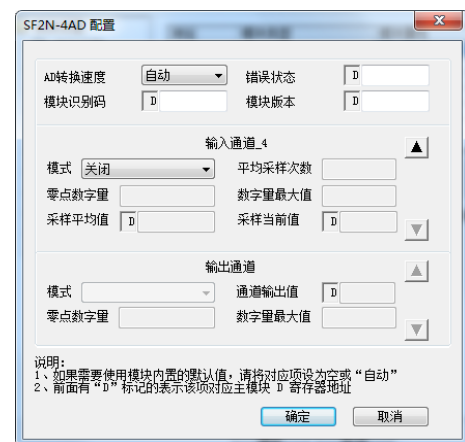 SF2N-4AD 配置
AD转换速度 自动 错误状态 D
模块识别码 D 模块版本 D
输入通道_4
模式 关闭 平均采样次数
零点数字量 数字量最大值
采样平均值 D 采样当前值 D
输出通道
模式 通道输出值 D
零点数字量 数字量最大值
说明:
1、如果需要使用模块内置的默认值，请将对应项设为空或“自动”
2、前面有“D”标记的表示该项对应主模块 D 寄存器地址
确定 取消